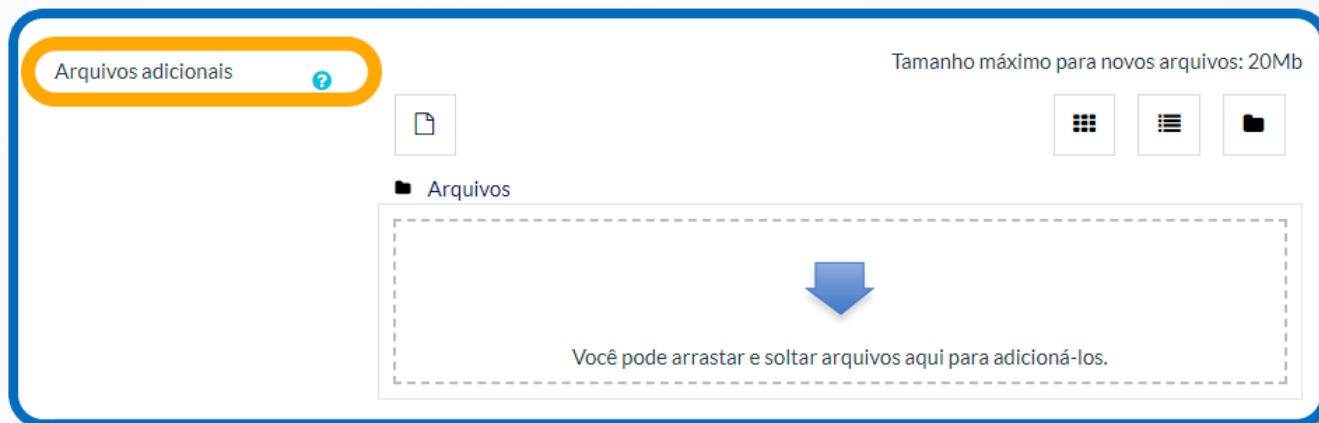 Arquivos adicionais
Tamanho máximo para novos arquivos: 20Mb
Arquivos
Você pode arrastar e soltar arquivos aqui para adicioná-los.